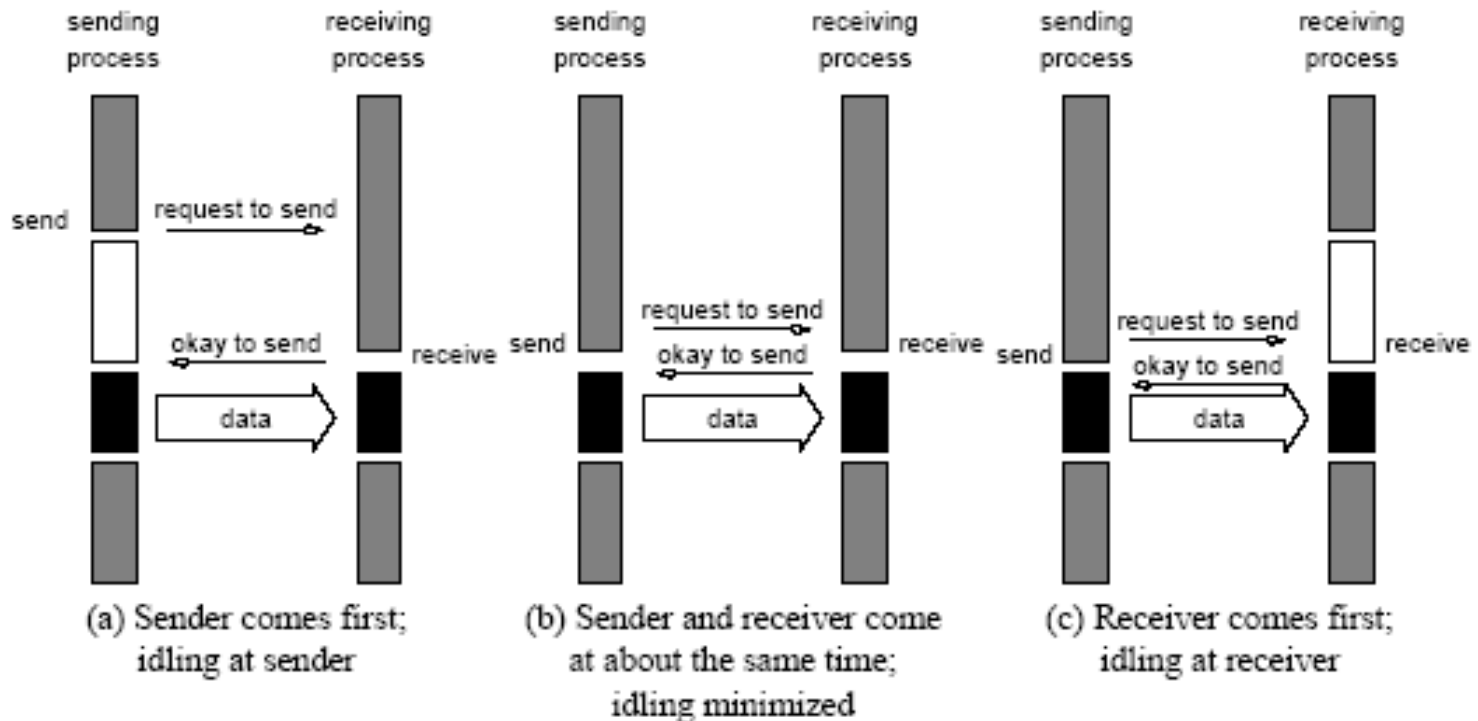 sending
process
receiving
process
send
request to send
okay to send
receive
data
(a) Sender comes first;
idling at sender
sending
process
receiving
process
request to send
send
okay to send
receive
data
(b) Sender and receiver come
at about the same time;
idling minimized
sending
process
receiving
process
request to send
send
okay to send
receive
data
(c) Receiver comes first;
idling at receiver